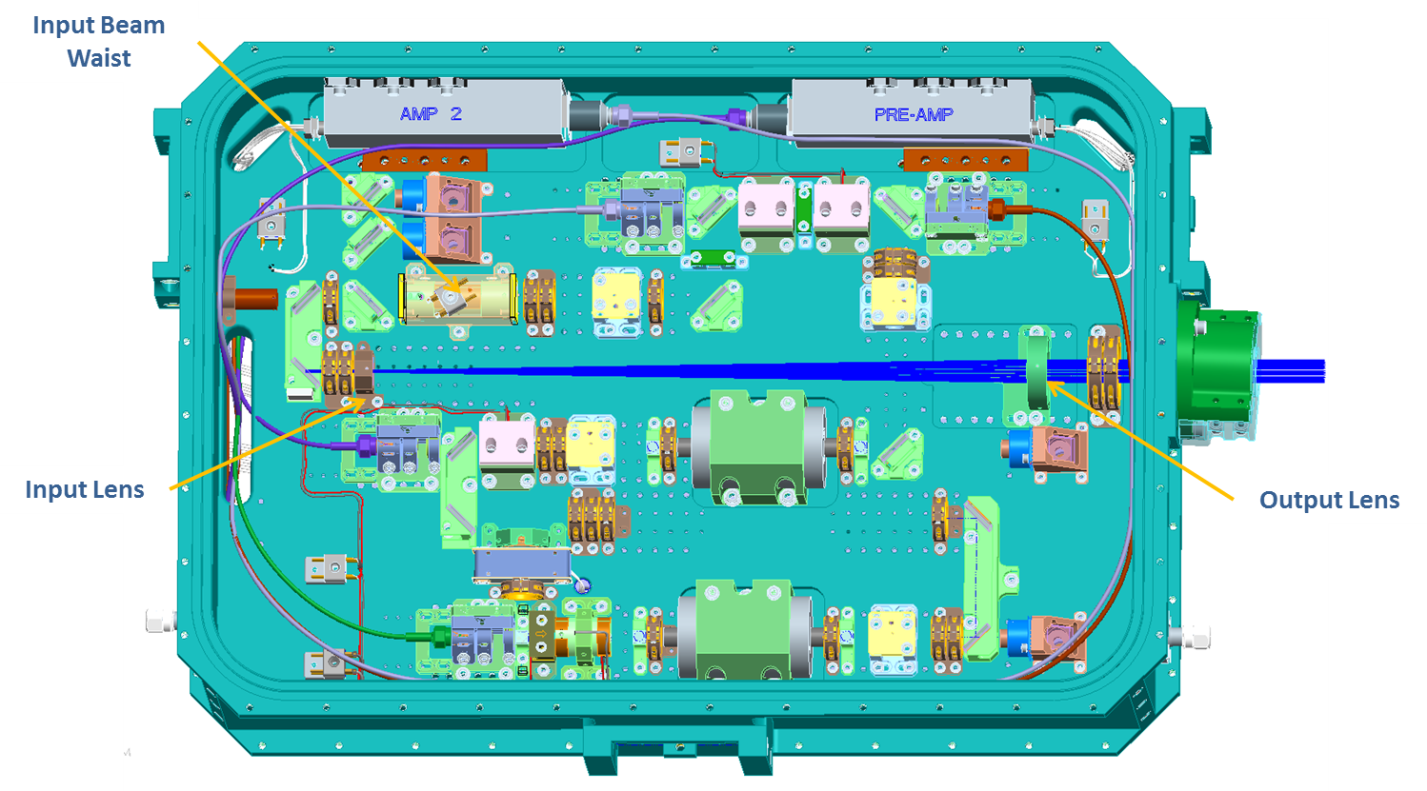 Input Beam
Waist
AMP 2
PRE-AMP
Input Lens
Output Lens